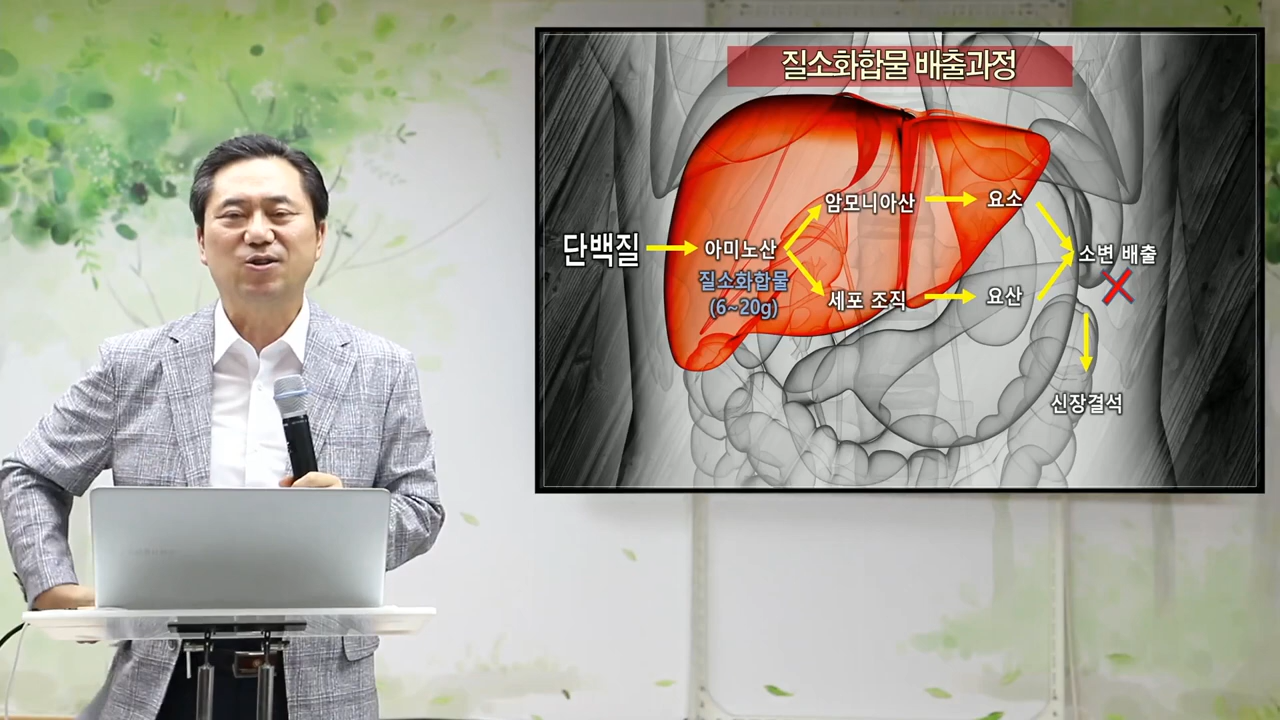 질소화합물 배출과정
암모니아산
요소
단백질
아미노산
소변 배출
질소화합물
(6~20g)
세포 조직
요산
신장결석